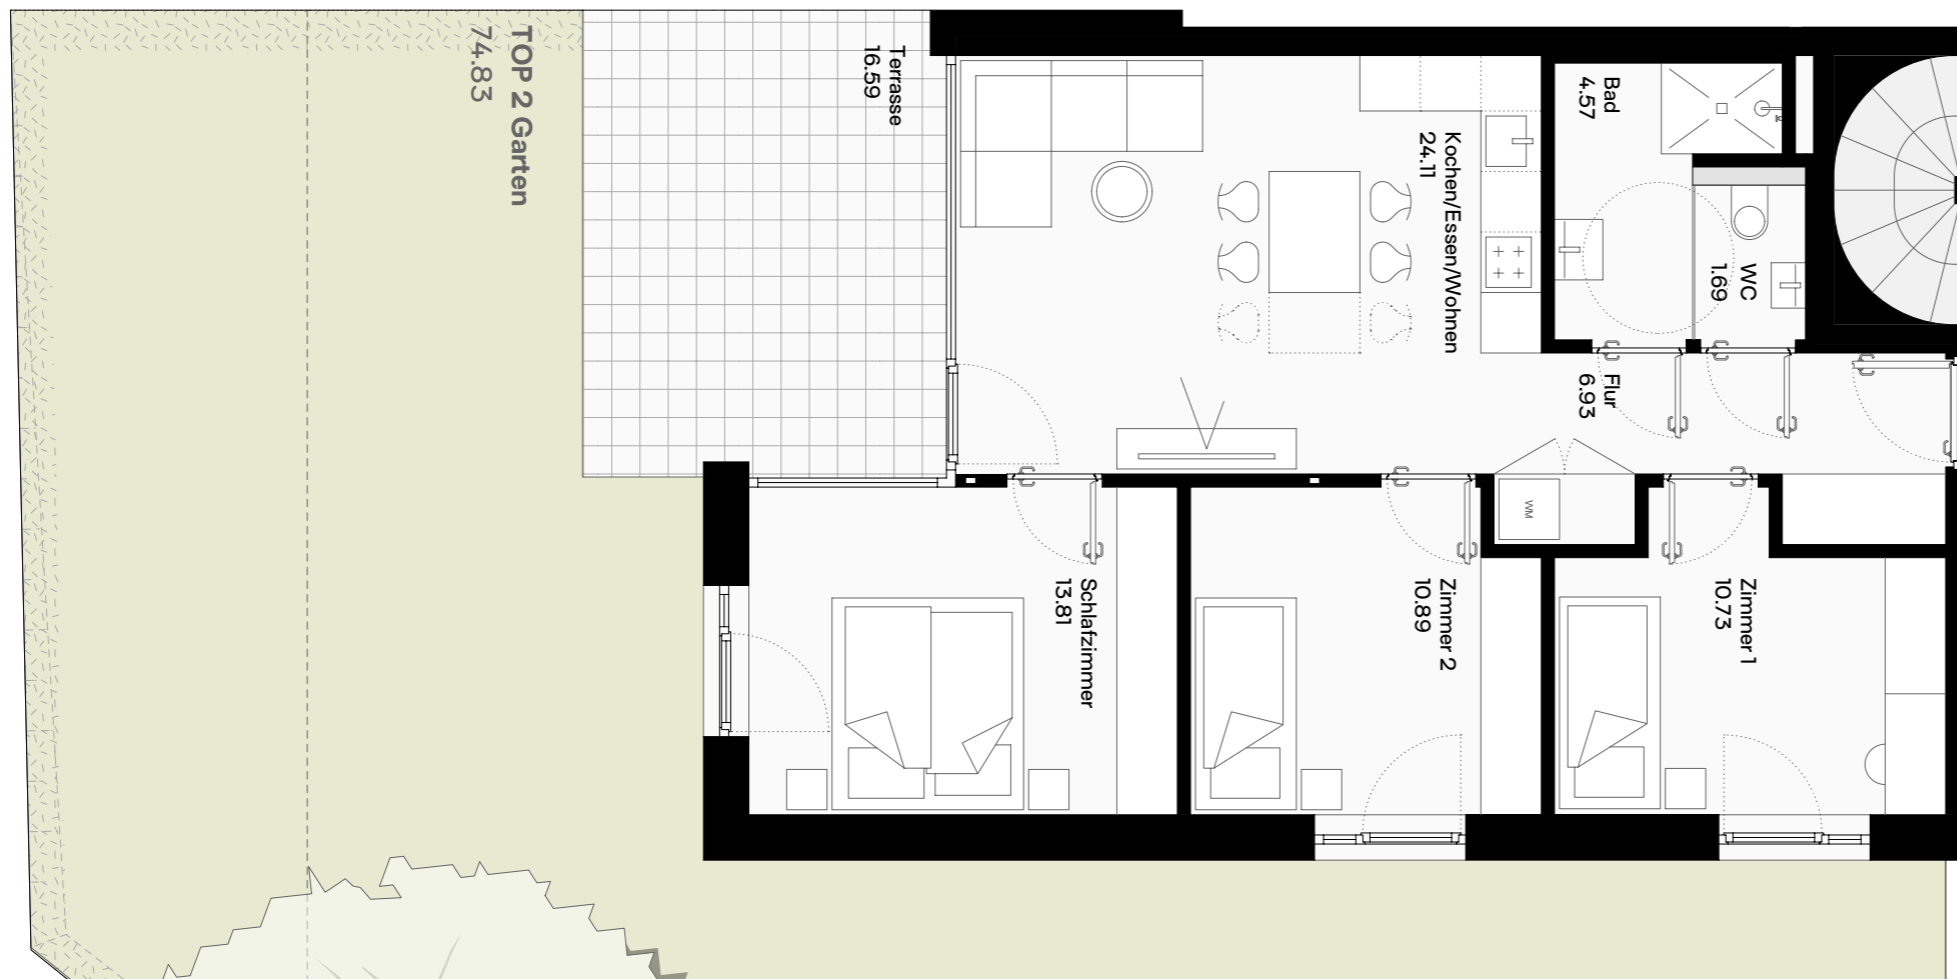 TOP 2 Garten
74.83
Terrasse
16.59
Kochen/Essen/Wohnen
24.11
Bad
4.57
WC
1.69
Flur
6.93
WM
Schlafzimmer
13.81
Zimmer 2
10.89
Zimmer 1
10.73